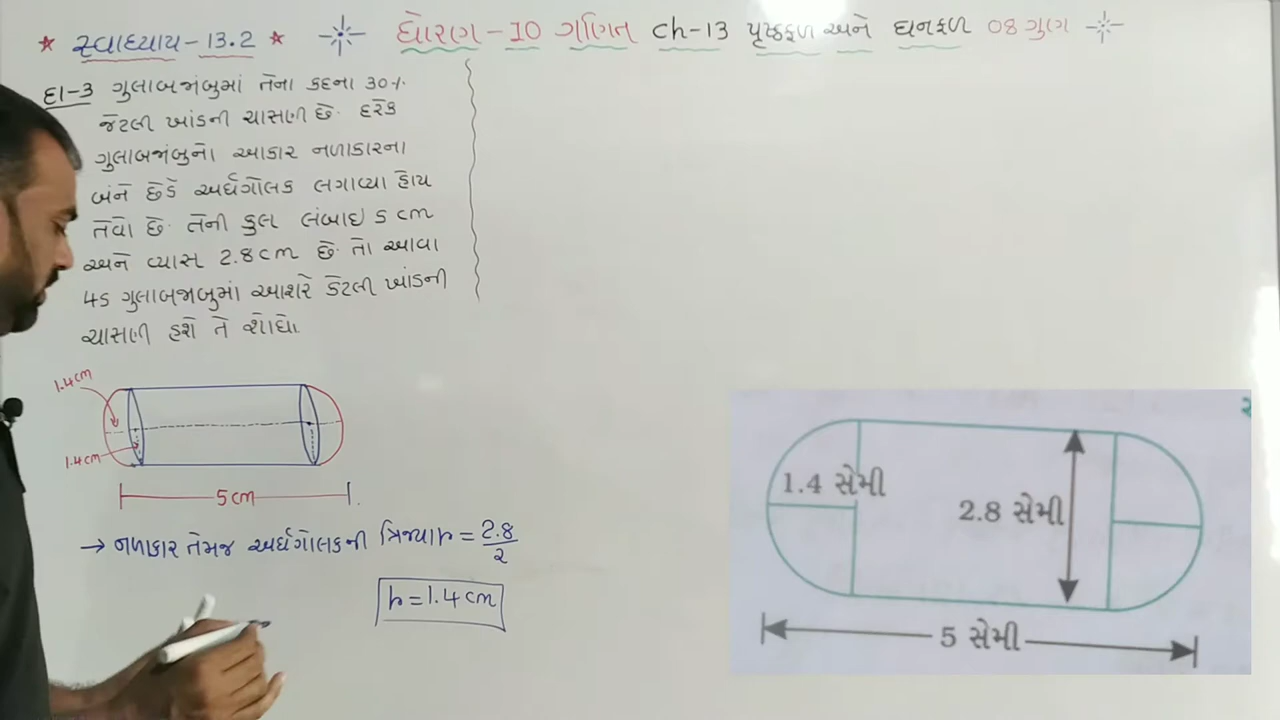 ★ સ્વાધ્યાય-13.2 ★ ધોરણ-10 ગણિત ch-13 પૃષ્ઠફળ અને ઘનફળ 08 ગુણ
દા-3 ગુલાબજાંબુમાં તેના કદના 30%
જેટલી ખાંડની ચાસણી છે. દરેક
ગુલાબજાંબુનો આકાર નળાકારના
બંને છેડે અર્ધગોલક લગાવ્યા હોય
તેવો છે. તેની કુલ લંબાઇ 5 cm
અને વ્યાસ 2.8cm છે. તો આવા
45 ગુલાબજાંબુમાં આશરે કેટલી ખાંડની
ચાસણી હશે તે શોધો.
1.4cm
1.4cm
5cm
→ નળાકાર તેમજ અર્ધગોલકની ત્રિજ્યા r = 2.8/2
r = 1.4 cm
1.4 સેમી
2.8 સેમી
5 સેમી